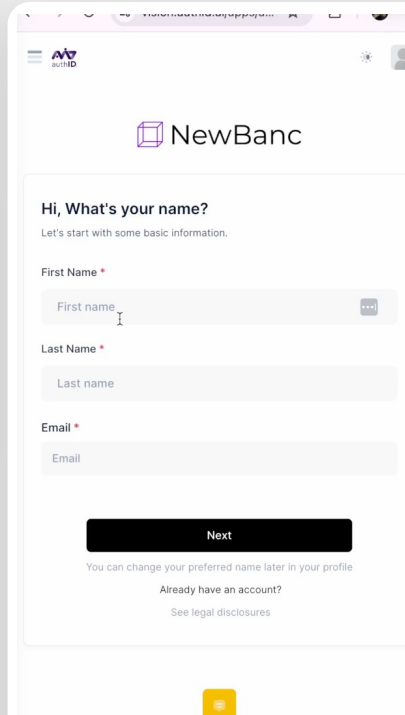 authID
NewBanc
Hi, What's your name?
Let's start with some basic information.
First Name *
First name
Last Name *
Last name
Email *
Email
Next
You can change your preferred name later in your profile
Already have an account?
See legal disclosures